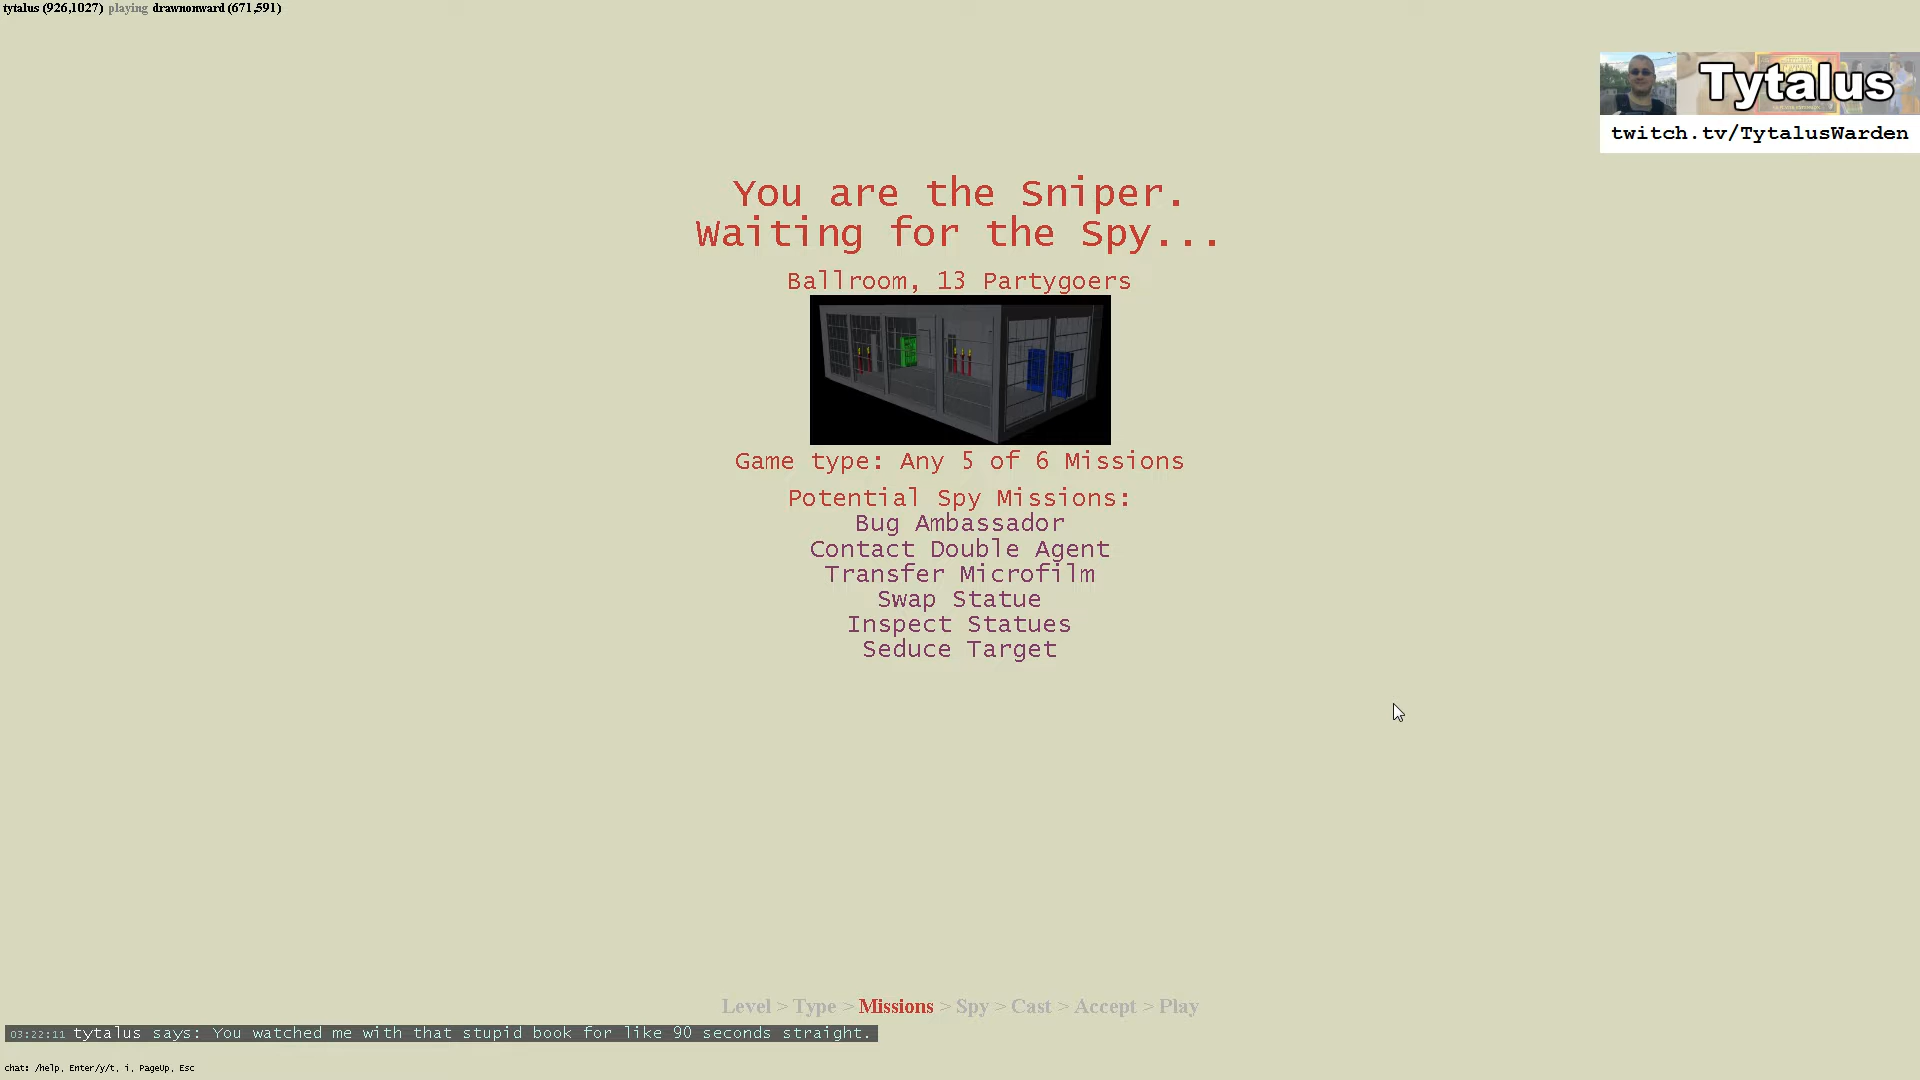 tytalus (926,1027) playing drawnonward (671,591)
Tytalus
twitch.tv/TytalusWarden
You are the Sniper.
Waiting for the Spy...
Ballroom, 13 Partygoers
Game type: Any 5 of 6 Missions
Potential Spy Missions:
Bug Ambassador
Contact Double Agent
Transfer Microfilm
Swap Statue
Inspect Statues
Seduce Target
Level > Type > Missions > Spy > Cast > Accept > Play
03:22:11 tytalus says: You watched me with that stupid book for like 90 seconds straight.
chat: /help, Enter/y/t, i, PageUp, Esc